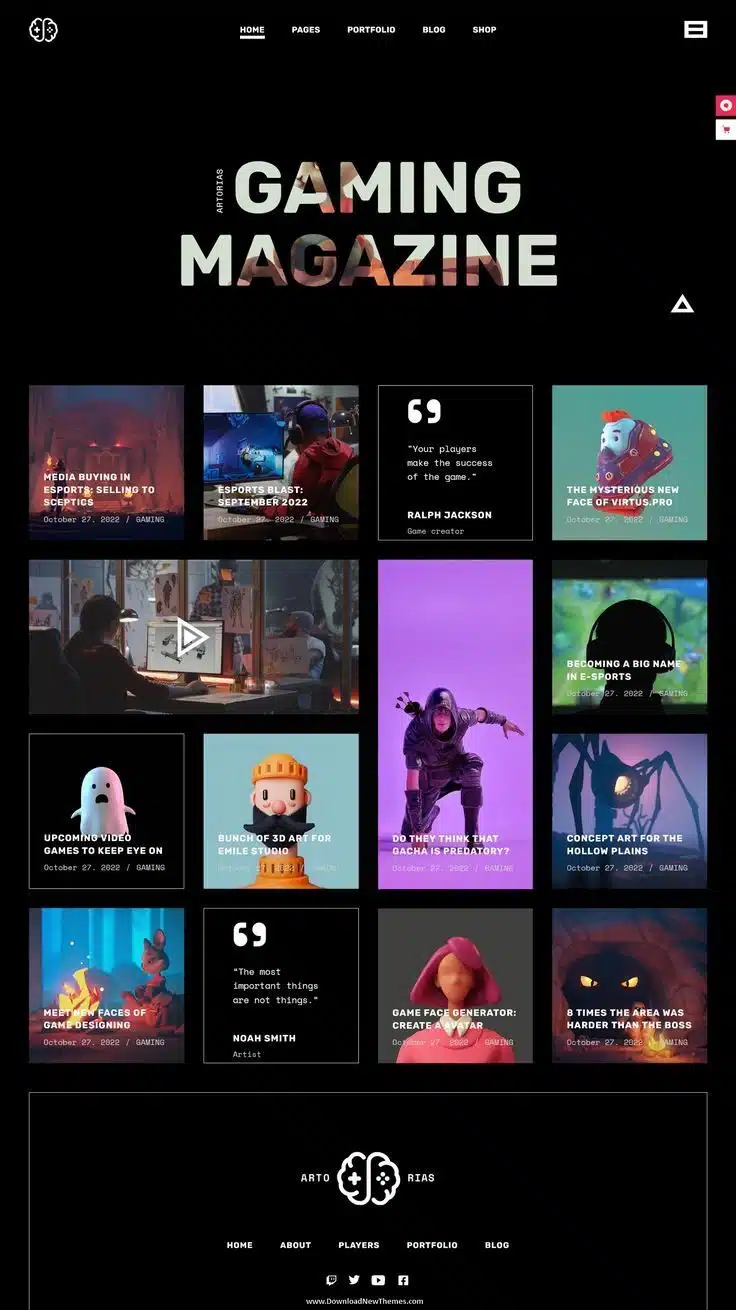 HOME PAGES PORTFOLIO BLOG SHOP
ARTORIAS
GAMING
MAGAZINE
MEDIA BUYING IN
ESPORTS: SELLING TO
SCEPTICS
October 27, 2022 / GAMING
ESPORTS BLAST:
SEPTEMBER 2022
October 27, 2022 / GAMING
"Your players
make the success
of the game."
RALPH JACKSON
Game creator
THE MYSTERIOUS NEW
FACE OF VIRTUS.PRO
October 27, 2022 / GAMING
BECOMING A BIG NAME
IN E-SPORTS
October 27, 2022 / GAMING
UPCOMING VIDEO
GAMES TO KEEP EYE ON
October 27, 2022 / GAMING
BUNCH OF 3D ART FOR
EMILE STUDIO
October 27, 2022 / GAMING
DO THEY THINK THAT
GACHA IS PREDATORY?
October 27, 2022 / GAMING
CONCEPT ART FOR THE
HOLLOW PLAINS
October 27, 2022 / GAMING
MEET NEW FACES OF
GAME DESIGNING
October 27, 2022 / GAMING
"The most
important things
are not things."
NOAH SMITH
Artist
GAME FACE GENERATOR:
CREATE A AVATAR
October 27, 2022 / GAMING
8 TIMES THE AREA WAS
HARDER THAN THE BOSS
October 27, 2022 / GAMING
ARTO RIAS
HOME ABOUT PLAYERS PORTFOLIO BLOG
www.DownloadNewThemes.com